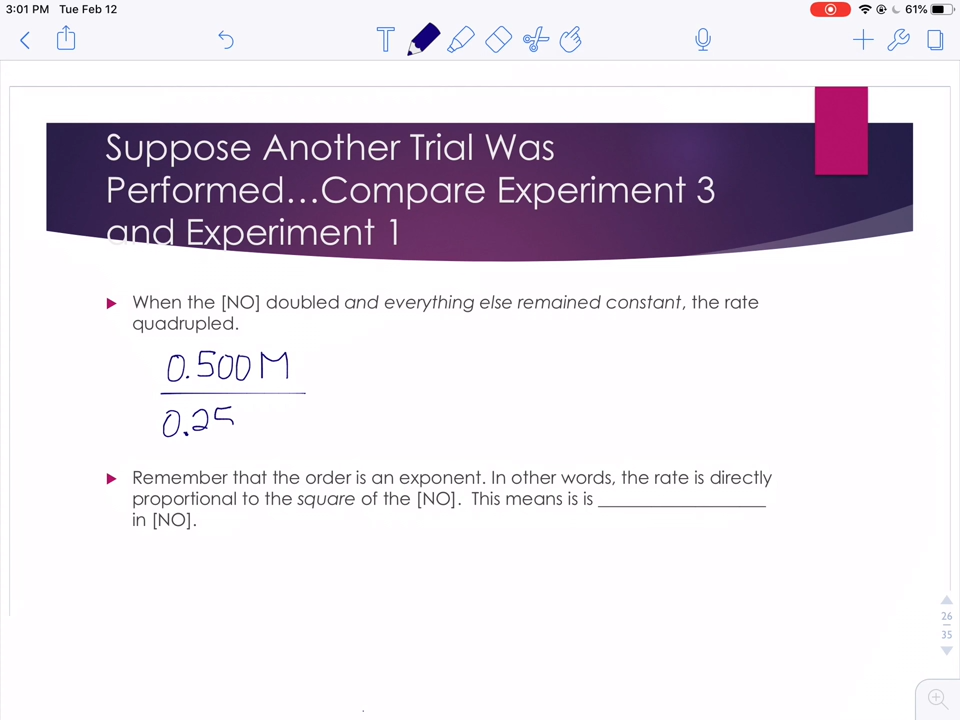 3:01 PM Tue Feb 12
61%
T
Suppose Another Trial Was
Performed...Compare Experiment 3
and Experiment 1
When the [NO] doubled and everything else remained constant, the rate
quadrupled.
0.500 M
0.25
Remember that the order is an exponent. In other words, the rate is directly
proportional to the square of the [NO]. This means is is ___________________
in [NO].
26
35